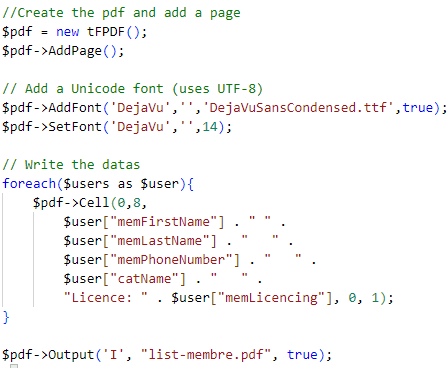 //Create the pdf and add a page
$pdf = new tFPDF();
$pdf->AddPage();

// Add a Unicode font (uses UTF-8)
$pdf->AddFont('DejaVu','','DejaVuSansCondensed.ttf',true);
$pdf->SetFont('DejaVu','',14);

// Write the datas
foreach($users as $user){
    $pdf->Cell(0,8,
        $user["memFirstName"] . " " .
        $user["memLastName"] . "   " .
        $user["memPhoneNumber"] . "   " .
        $user["catName"] . "   " .
        "Licence: " . $user["memLicencing"], 0, 1);
}

$pdf->Output('I', "list-membre.pdf", true);